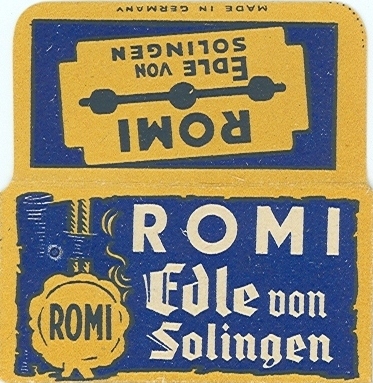 MADE IN GERMANY
EDLE VON
SOLINGEN
ROMI
ROMI
Edle von
Solingen
ROMI